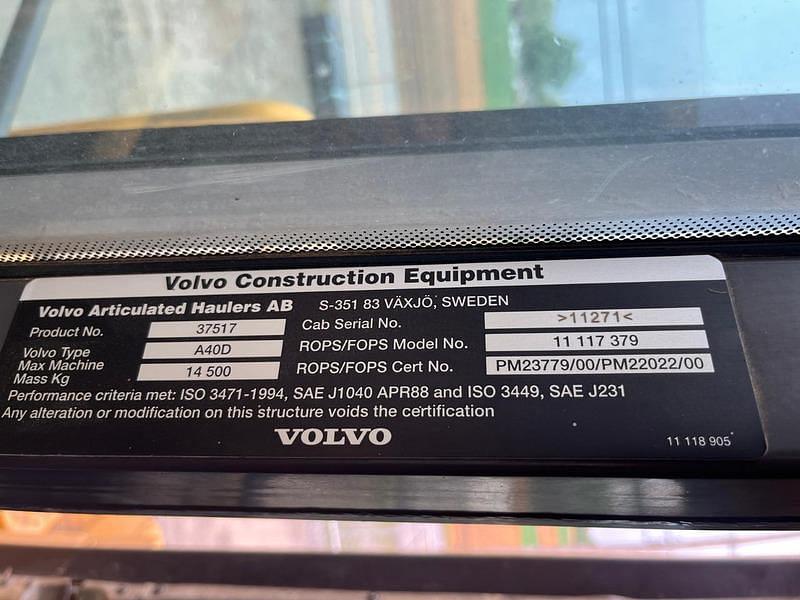 Volvo Construction Equipment
Volvo Articulated Haulers AB S-351 83 VÄXJÖ, SWEDEN
Product No. 37517 Cab Serial No. >11271<
Volvo Type A40D ROPS/FOPS Model No. 11 117 379
Max Machine Mass Kg 14 500 ROPS/FOPS Cert No. PM23779/00/PM22022/00
Performance criteria met: ISO 3471-1994, SAE J1040 APR88 and ISO 3449, SAE J231
Any alteration or modification on this structure voids the certification
VOLVO
11 118 905